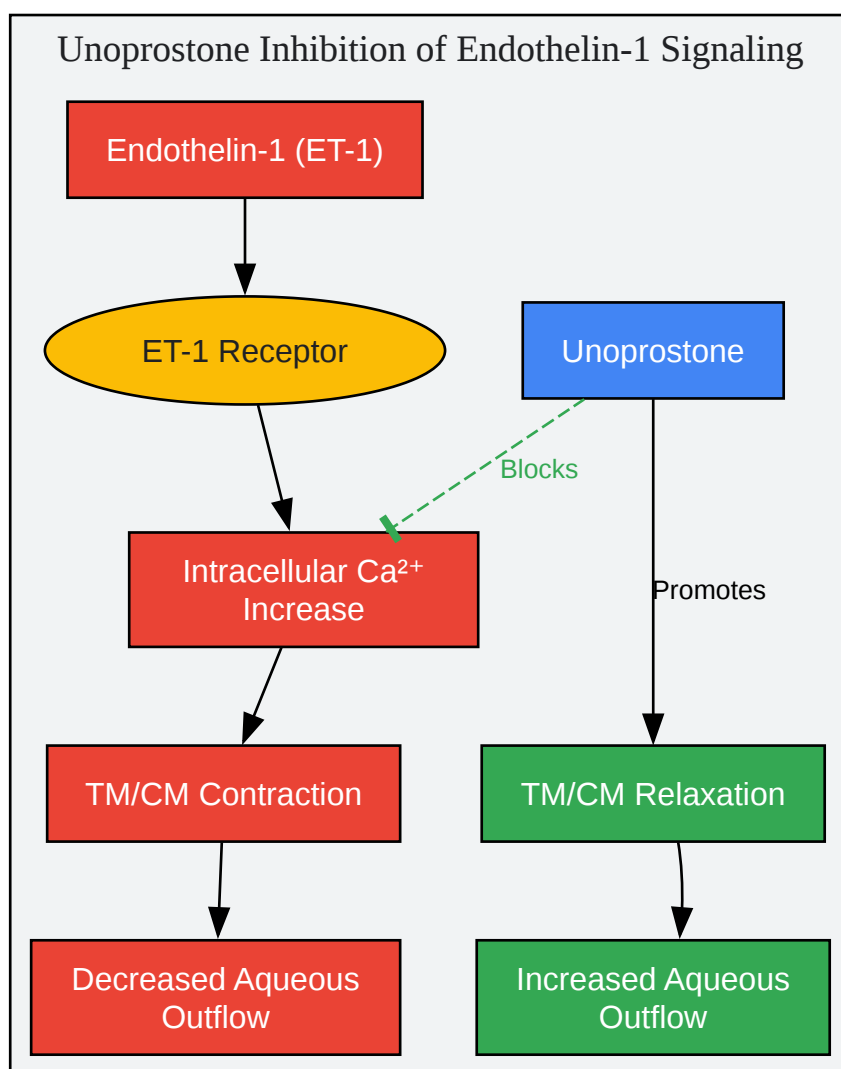 Unoprostone Inhibition of Endothelin-1 Signaling
Endothelin-1 (ET-1)
ET-1 Receptor
Unoprostone
Blocks
Intracellular Ca²⁺
Increase
Promotes
TM/CM Contraction
TM/CM Relaxation
Decreased Aqueous
Outflow
Increased Aqueous
Outflow